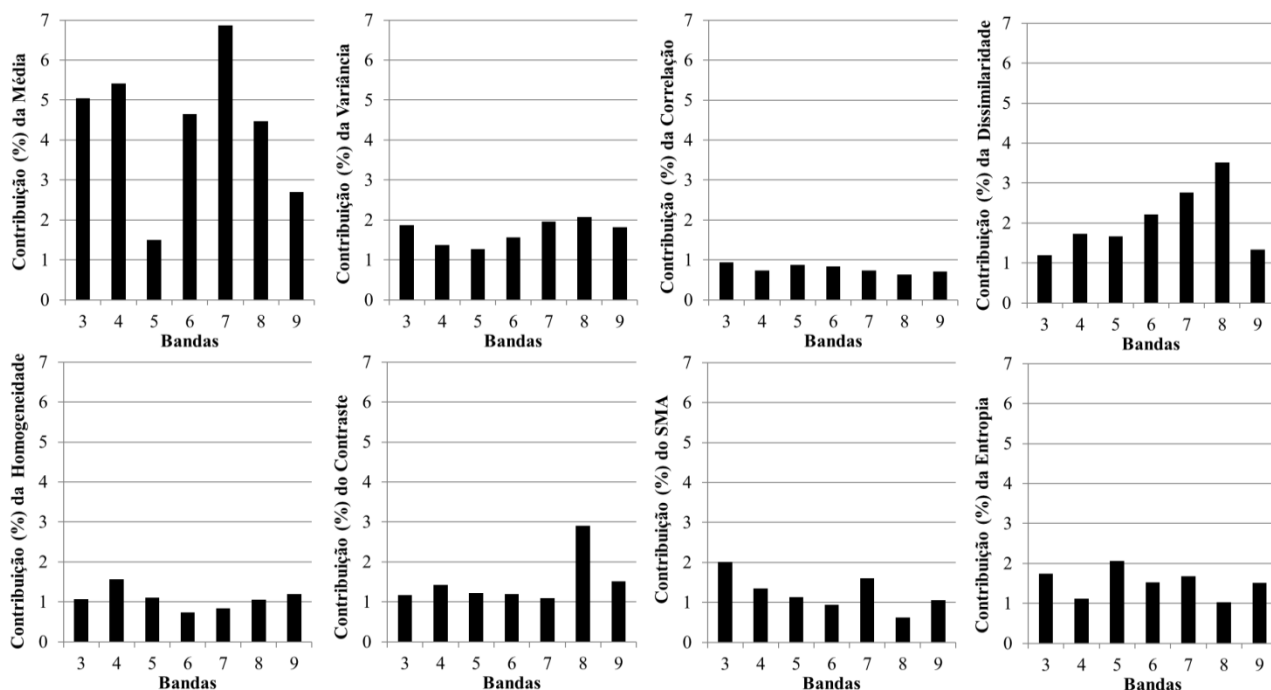 Contribuição (%) da Média
7
6
5
4
3
2
1
0
3 4 5 6 7 8 9
Bandas
Contribuição (%) da Variância
7
6
5
4
3
2
1
0
3 4 5 6 7 8 9
Bandas
Contribuição (%) da Correlação
7
6
5
4
3
2
1
0
3 4 5 6 7 8 9
Bandas
Contribuição (%) da Dissimilaridade
7
6
5
4
3
2
1
0
3 4 5 6 7 8 9
Bandas
Contribuição (%) da Homogeneidade
7
6
5
4
3
2
1
0
3 4 5 6 7 8 9
Bandas
Contribuição (%) do Contraste
7
6
5
4
3
2
1
0
3 4 5 6 7 8 9
Bandas
Contribuição (%) do SMA
7
6
5
4
3
2
1
0
3 4 5 6 7 8 9
Bandas
Contribuição (%) da Entropia
7
6
5
4
3
2
1
0
3 4 5 6 7 8 9
Bandas